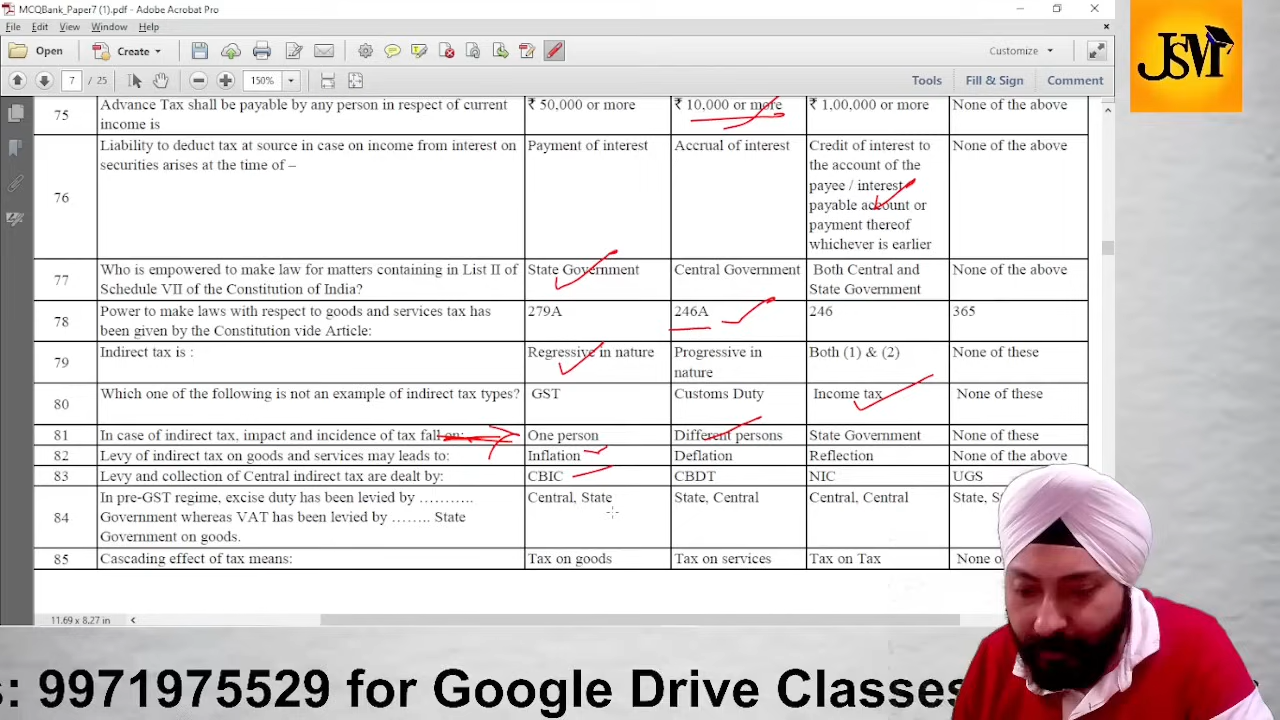 MCQBank_Paper7 (1).pdf - Adobe Acrobat Pro
File Edit View Window Help
Open Create Customize
7 / 25 150% Tools Fill & Sign Comment
JSM
75 Advance Tax shall be payable by any person in respect of current ₹ 50,000 or more ₹ 10,000 or more ₹ 1,00,000 or more None of the above
income is
Liability to deduct tax at source in case on income from interest on Payment of interest Accrual of interest Credit of interest to None of the above
securities arises at the time of – the account of the
76 payee / interest
payable account or
payment thereof
whichever is earlier
77 Who is empowered to make law for matters containing in List II of State Government Central Government Both Central and None of the above
Schedule VII of the Constitution of India? State Government
78 Power to make laws with respect to goods and services tax has 279A 246A 246 365
been given by the Constitution vide Article:
79 Indirect tax is : Regressive in nature Progressive in Both (1) & (2) None of these
nature
80 Which one of the following is not an example of indirect tax types? GST Customs Duty Income tax None of these
81 In case of indirect tax, impact and incidence of tax fall on: One person Different persons State Government None of these
82 Levy of indirect tax on goods and services may leads to: Inflation Deflation Reflection None of the above
83 Levy and collection of Central indirect tax are dealt by: CBIC CBDT NIC UGS
84 In pre-GST regime, excise duty has been levied by ……….. Central, State State, Central Central, Central State, S
Government whereas VAT has been levied by …….. State
Government on goods.
85 Cascading effect of tax means: Tax on goods Tax on services Tax on Tax None o
11.69 x 8.27 in
s: 9971975529 for Google Drive Classes